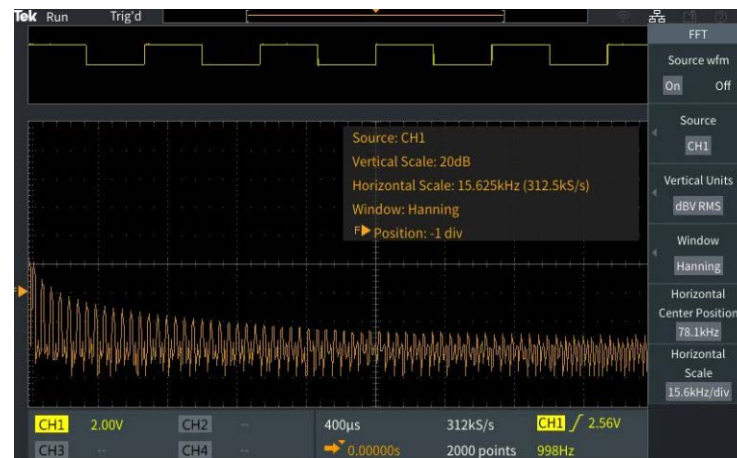 Tek Run Trig'd
FFT
Source wfm
On Off
Source
CH1
Vertical Units
dBV RMS
Window
Hanning
Horizontal
Center Position
78.1kHz
Horizontal
Scale
15.6kHz/div
Source: CH1
Vertical Scale: 20dB
Horizontal Scale: 15.625kHz (312.5kS/s)
Window: Hanning
F Position: -1 div
F
CH1 2.00V CH2 -- 400µs 312kS/s CH1 2.56V
CH3 -- CH4 -- 0.00000s 2000 points 998Hz